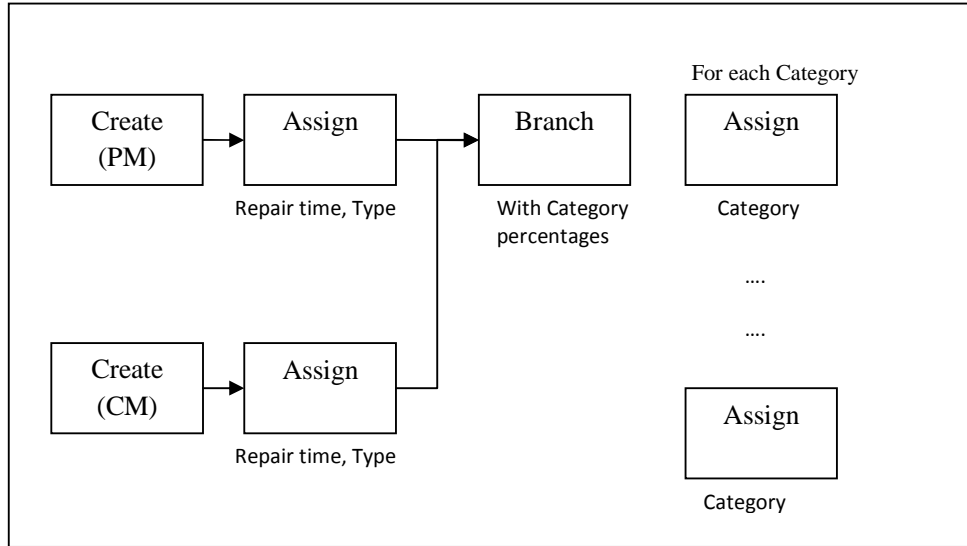 For each Category
Create
(PM)
Assign
Branch
Assign
Repair time, Type
With Category
percentages
Category
....
....
Create
(CM)
Assign
Assign
Repair time, Type
Category